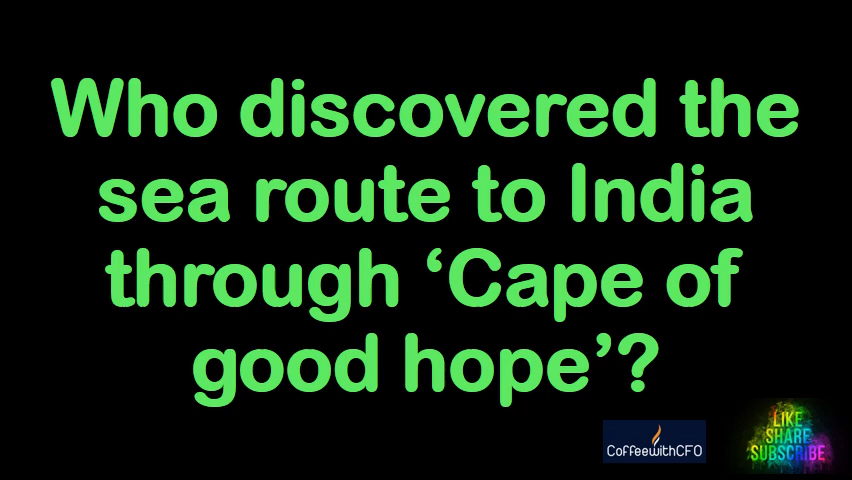 Who discovered the
sea route to India
through ‘Cape of
good hope’?
CoffeewithCFO
LIKE
SHARE
SUBSCRIBE